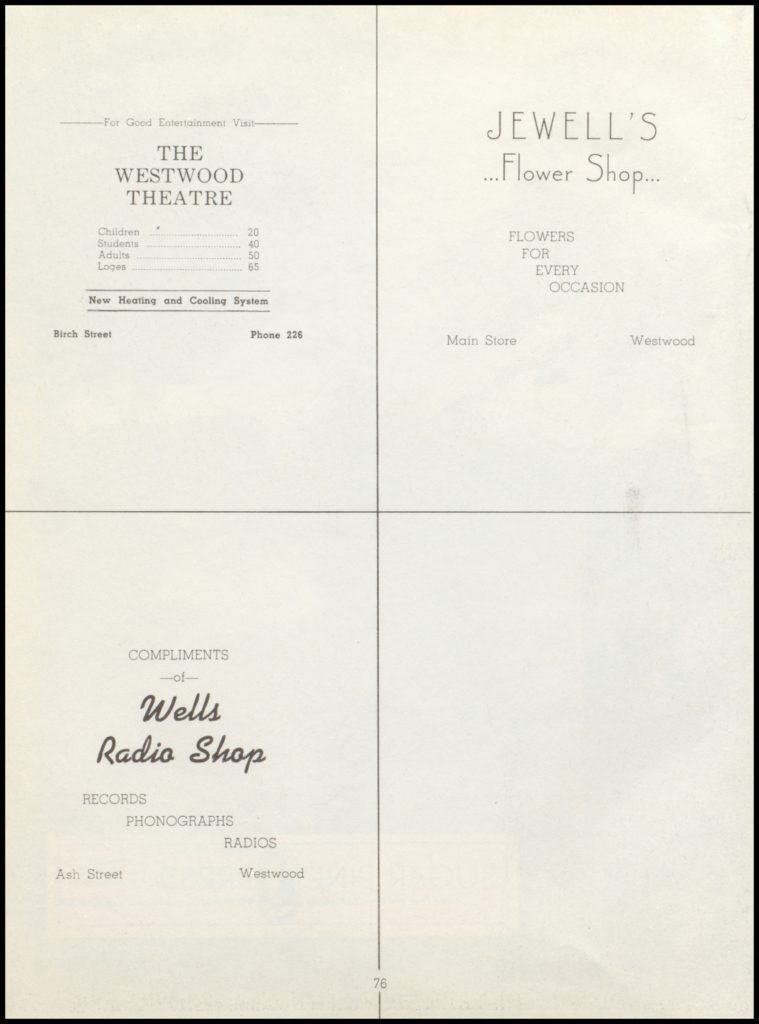 For Good Entertainment Visit
THE
WESTWOOD
THEATRE
Children .............................. 20
Students .............................. 40
Adults .............................. 50
Loges .............................. 65
New Heating and Cooling System
Birch Street Phone 226
JEWELL'S
...Flower Shop...
FLOWERS
FOR
EVERY
OCCASION
Main Store Westwood
COMPLIMENTS
—of—
Wells
Radio Shop
RECORDS
PHONOGRAPHS
RADIOS
Ash Street Westwood
76